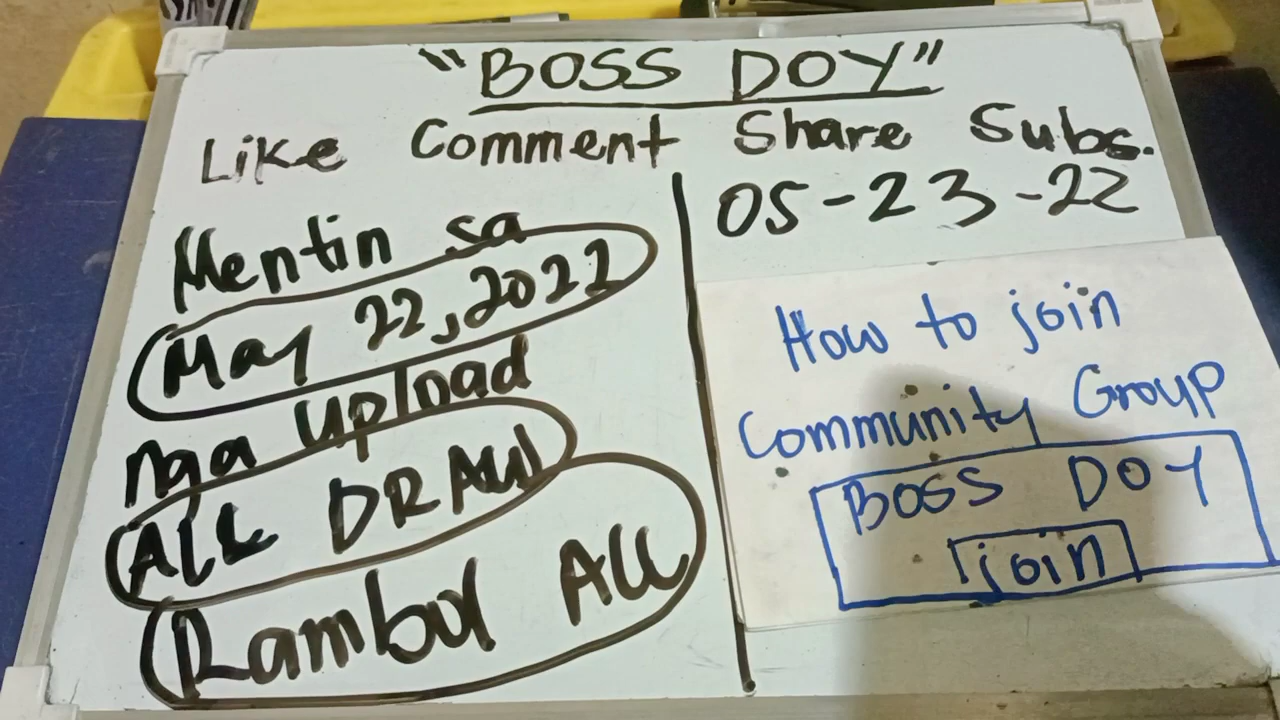 "BOSS DOY"
Like Comment Share Subs.
Mentin sa
May 22, 2022
nga upload
ALL DRAW
Rambol ALL
05-23-22
How to join
Community Group
BOSS DOY
join